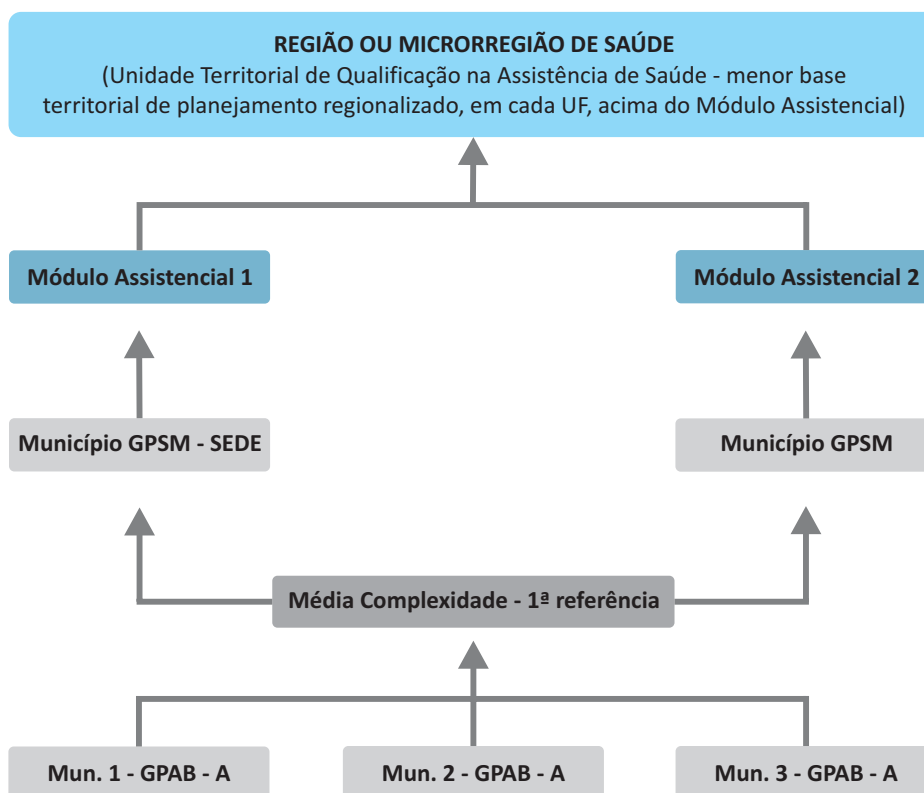 REGIÃO OU MICRORREGIÃO DE SAÚDE
(Unidade Territorial de Qualificação na Assistência de Saúde - menor base
territorial de planejamento regionalizado, em cada UF, acima do Módulo Assistencial)
Módulo Assistencial 1
Módulo Assistencial 2
Município GPSM - SEDE
Município GPSM
Média Complexidade - 1ª referência
Mun. 1 - GPAB - A
Mun. 2 - GPAB - A
Mun. 3 - GPAB - A